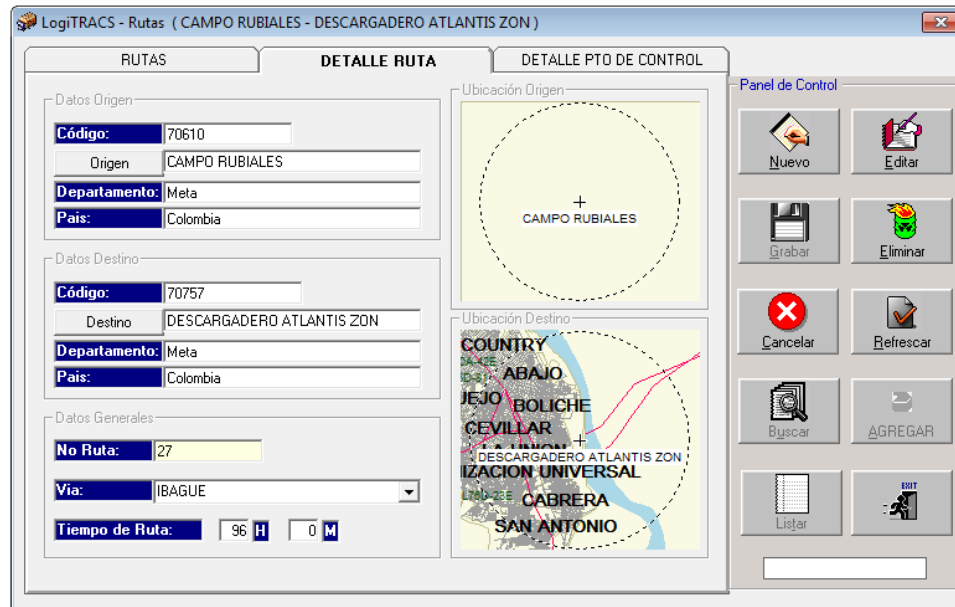 LogiTRACS - Rutas ( CAMPO RUBIALES - DESCARGADERO ATLANTIS ZON )
RUTAS
DETALLE RUTA
DETALLE PTO DE CONTROL
Datos Origen
Código: 70610
Origen CAMPO RUBIALES
Departamento: Meta
Pais: Colombia
Datos Destino
Código: 70757
Destino DESCARGADERO ATLANTIS ZON
Departamento: Meta
Pais: Colombia
Datos Generales
No Ruta: 27
Via: IBAGUE
Tiempo de Ruta: 96 H 0 M
Ubicación Origen
CAMPO RUBIALES
Ubicación Destino
COUNTRY
ABAJO
UEJO
BOLICHE
CEVILLAR
LA UNION
DESCARGADERO ATLANTIS ZON
IZACION UNIVERSAL
CABRERA
SAN ANTONIO
Panel de Control
Nuevo
Editar
Grabar
Eliminar
Cancelar
Refrescar
Buscar
AGREGAR
Listar
EXIT